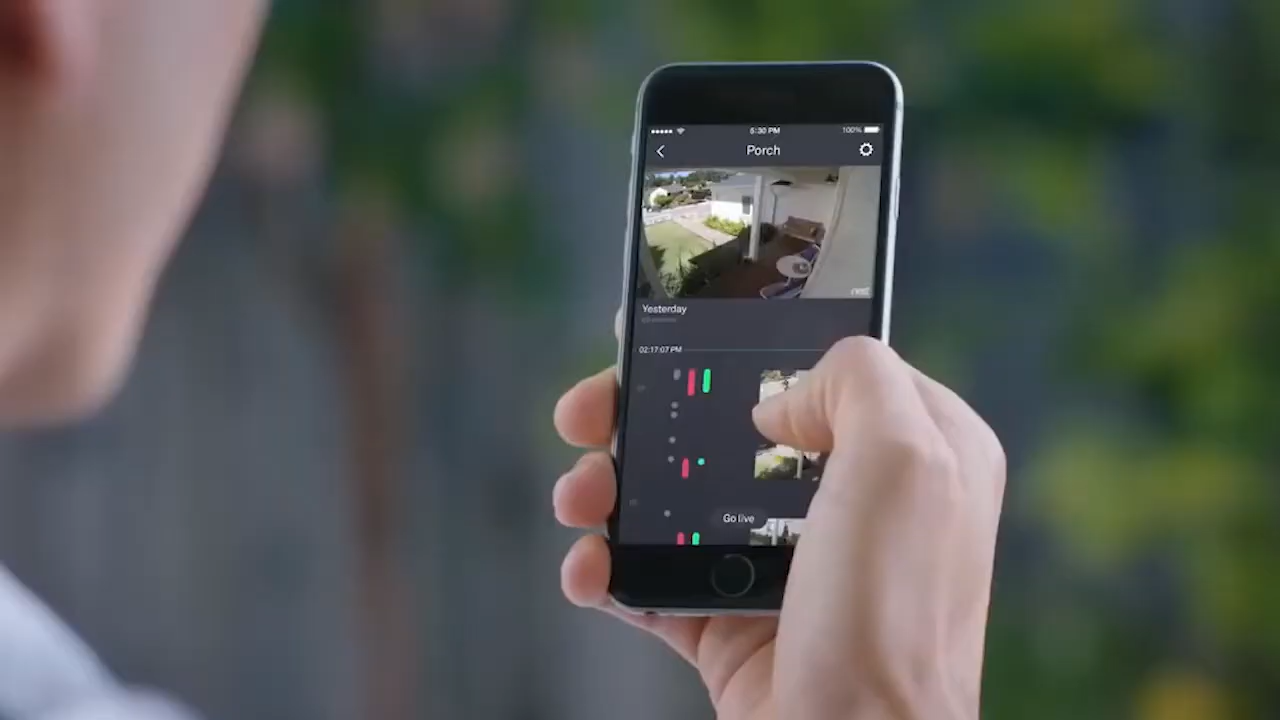 5:30 PM 100%
Porch
nest
Yesterday
02:17:07 PM
Go live